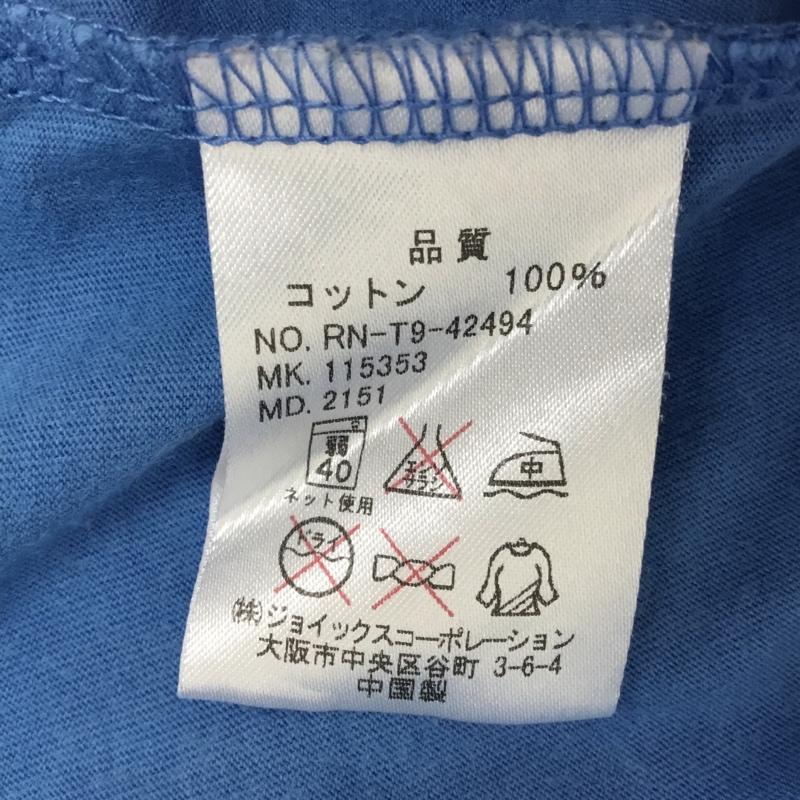 品質
コットン 100%
NO. RN-T9-42494
MK. 115353
MD. 2151
弱
40
ネット使用
エンソ
サラシ
中
ドライ
(株)ジョイックスコーポレーション
大阪市中央区谷町 3-6-4
中国製